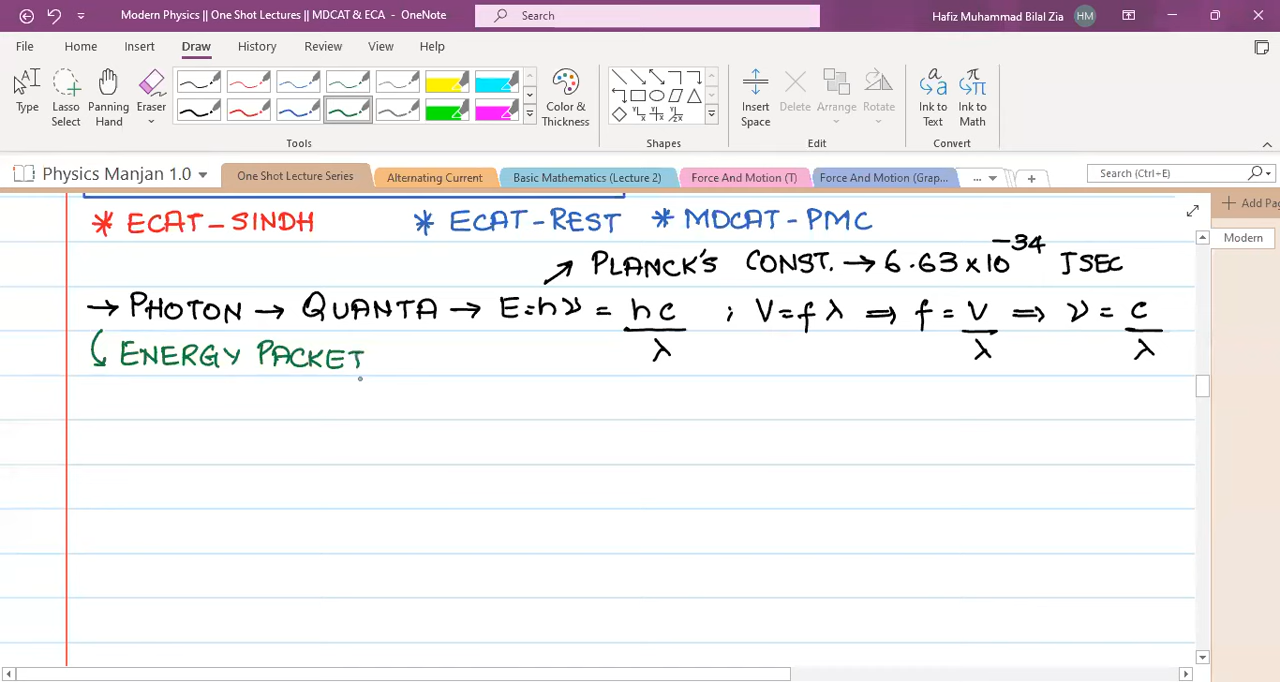 Modern Physics || One Shot Lectures || MDCAT & ECA - OneNote
Search
Hafiz Muhammad Bilal Zia HM
File Home Insert Draw History Review View Help
Type Lasso Select Panning Hand Eraser Color & Thickness Insert Space Delete Arrange Rotate Ink to Text Ink to Math
Tools Shapes Edit Convert
Physics Manjan 1.0 One Shot Lecture Series Alternating Current Basic Mathematics (Lecture 2) Force And Motion (T) Force And Motion (Grap... ... Search (Ctrl+E)
Add Pag
Modern
* ECAT - SINDH * ECAT - REST * MDCAT - PMC
PLANCK'S CONST. → 6.63 × 10⁻³⁴ JSEC
→ PHOTON → QUANTA → E = hν = hc/λ ; V = fλ ⇒ f = V/λ ⇒ ν = c/λ
ENERGY PACKET